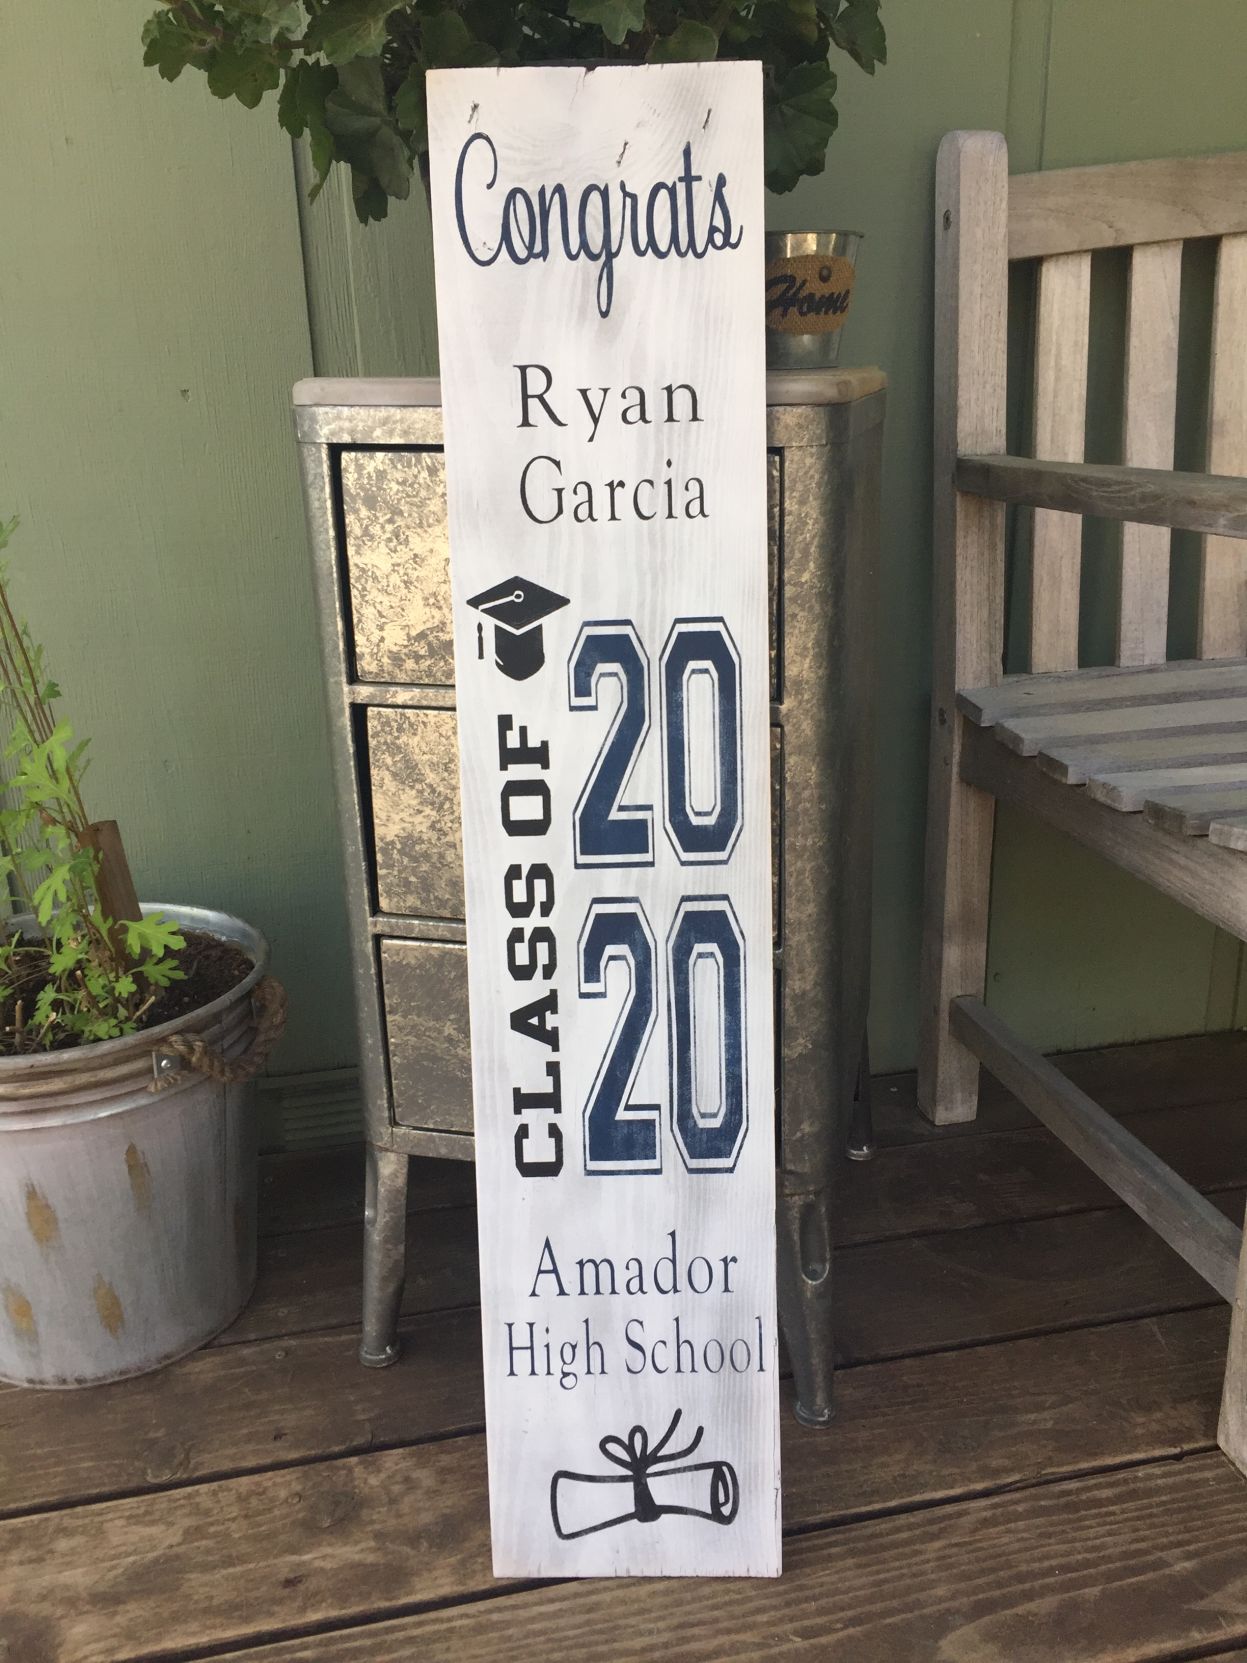 Congrats
Home
Ryan
Garcia
CLASS OF
20
20
Amador
High School